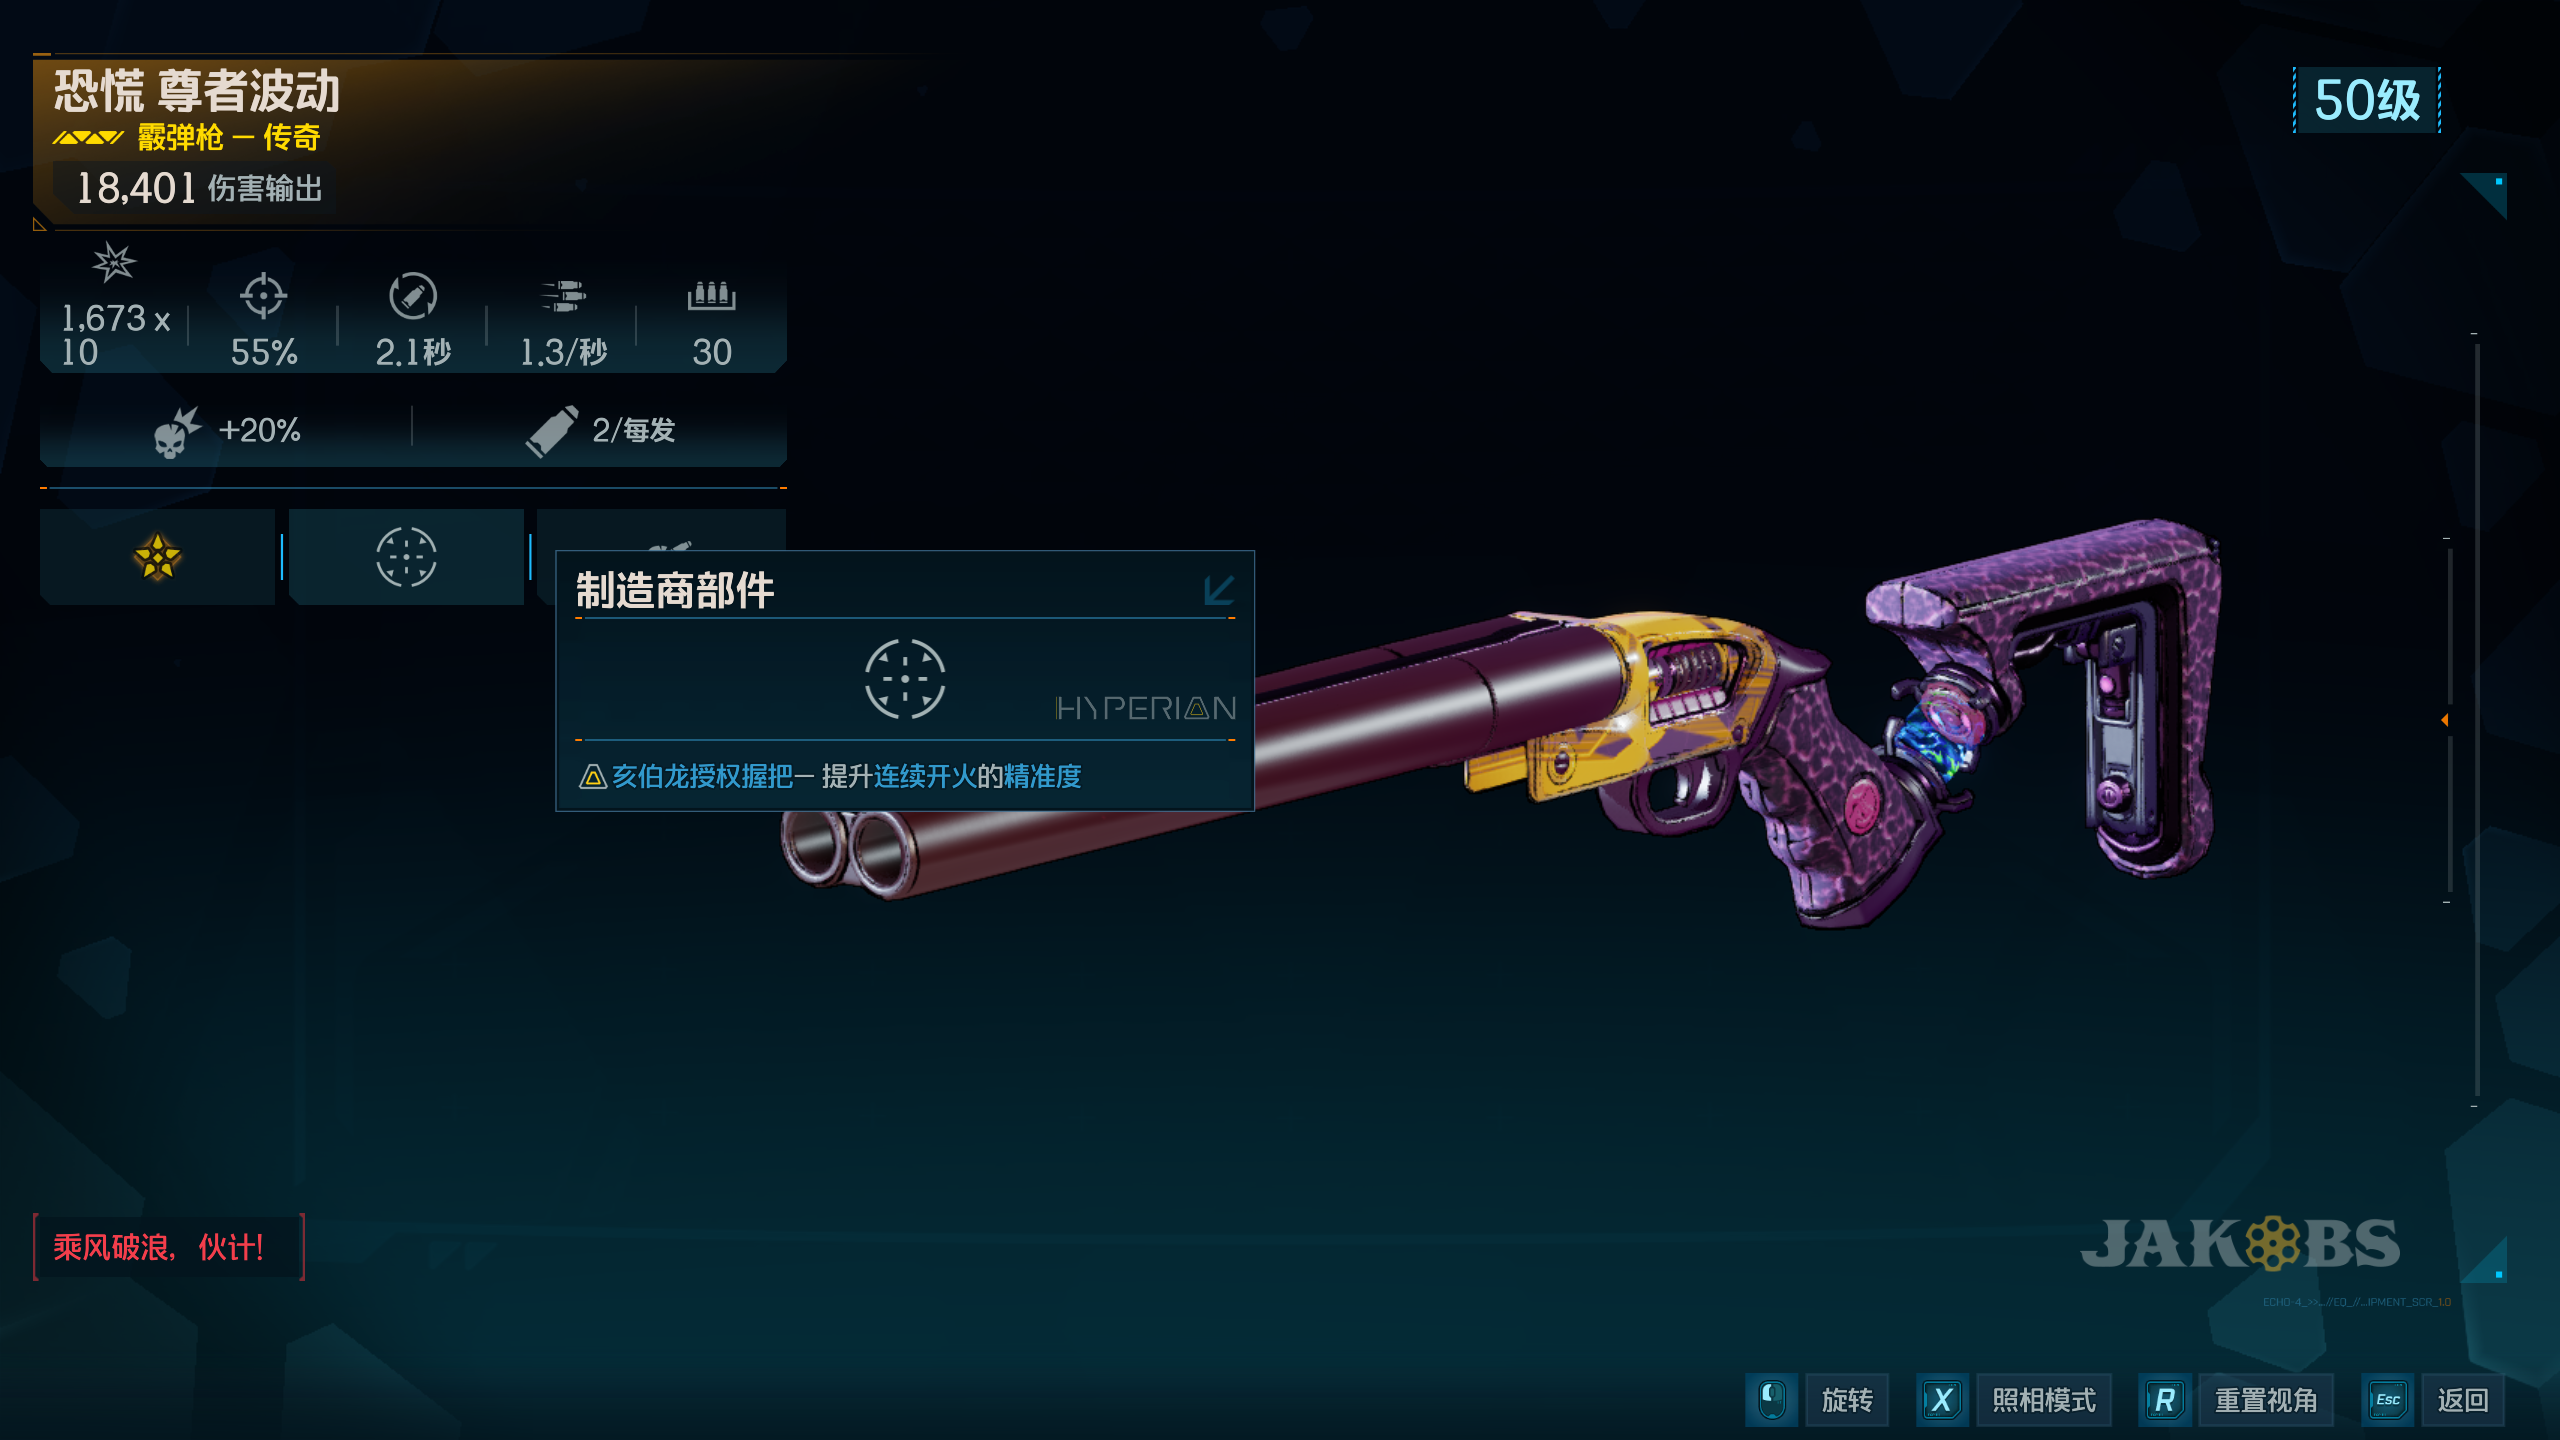 恐慌 尊者波动
霰弹枪 — 传奇
18,401 伤害输出
50级
1,673 x
10
55%
2.1秒
1.3/秒
30
+20%
2/每发
制造商部件
HYPERION
亥伯龙授权握把— 提升连续开火的精准度
乘风破浪, 伙计!
JAKOBS
旋转
X 照相模式
R 重置视角
Esc 返回